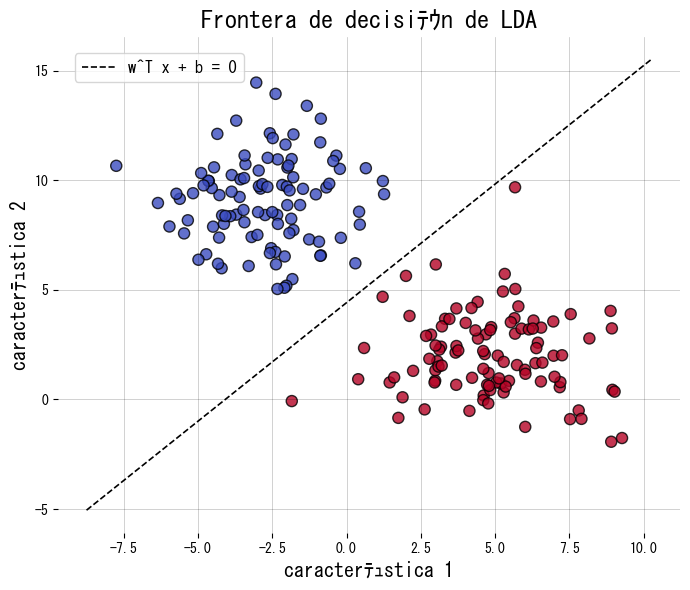 Frontera de decisiﾃｳn de LDA
w^T x + b = 0
caracterﾃｭstica 2
15
10
5
0
−5
−7.5 −5.0 −2.5 0.0 2.5 5.0 7.5 10.0
caracterﾃｭstica 1